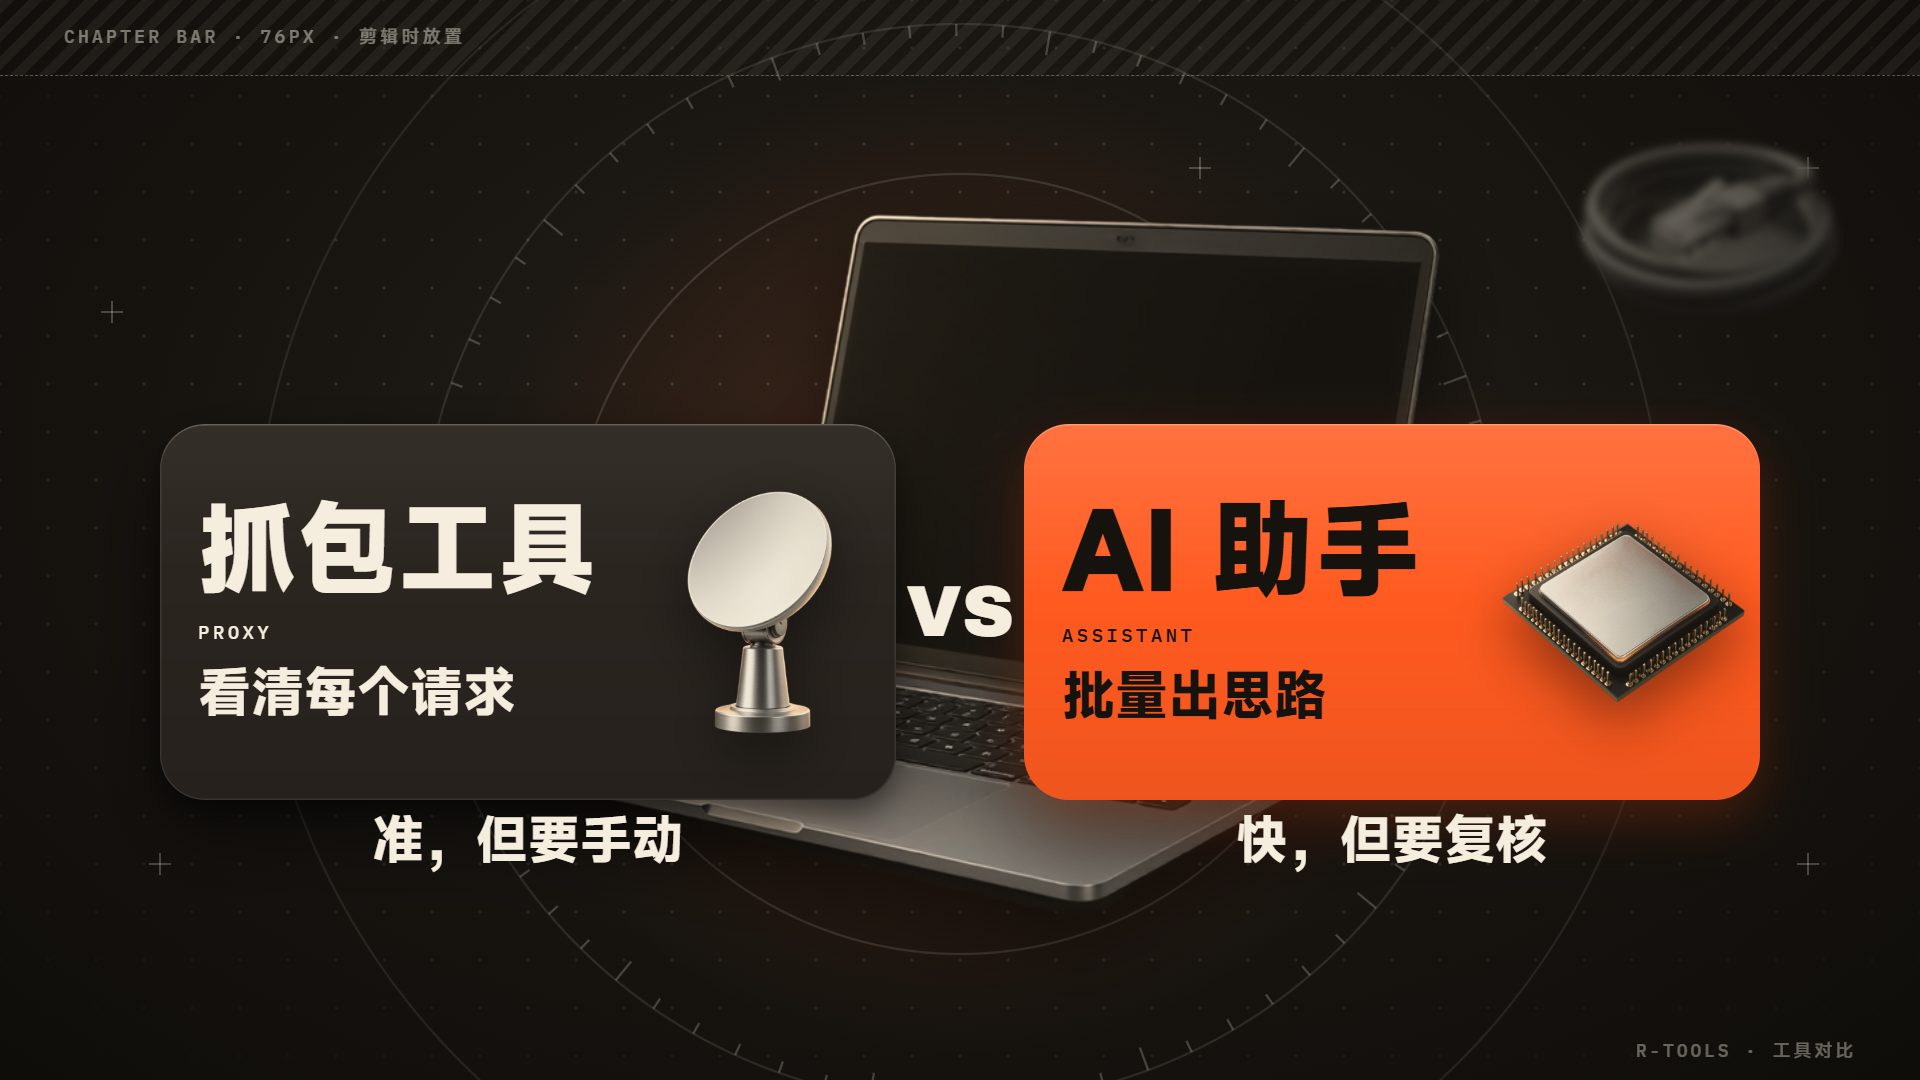 CHAPTER BAR · 76PX · 剪辑时放置
抓包工具
PROXY
看清每个请求
VS
AI 助手
ASSISTANT
批量出思路
准，但要手动
快，但要复核
R-TOOLS · 工具对比